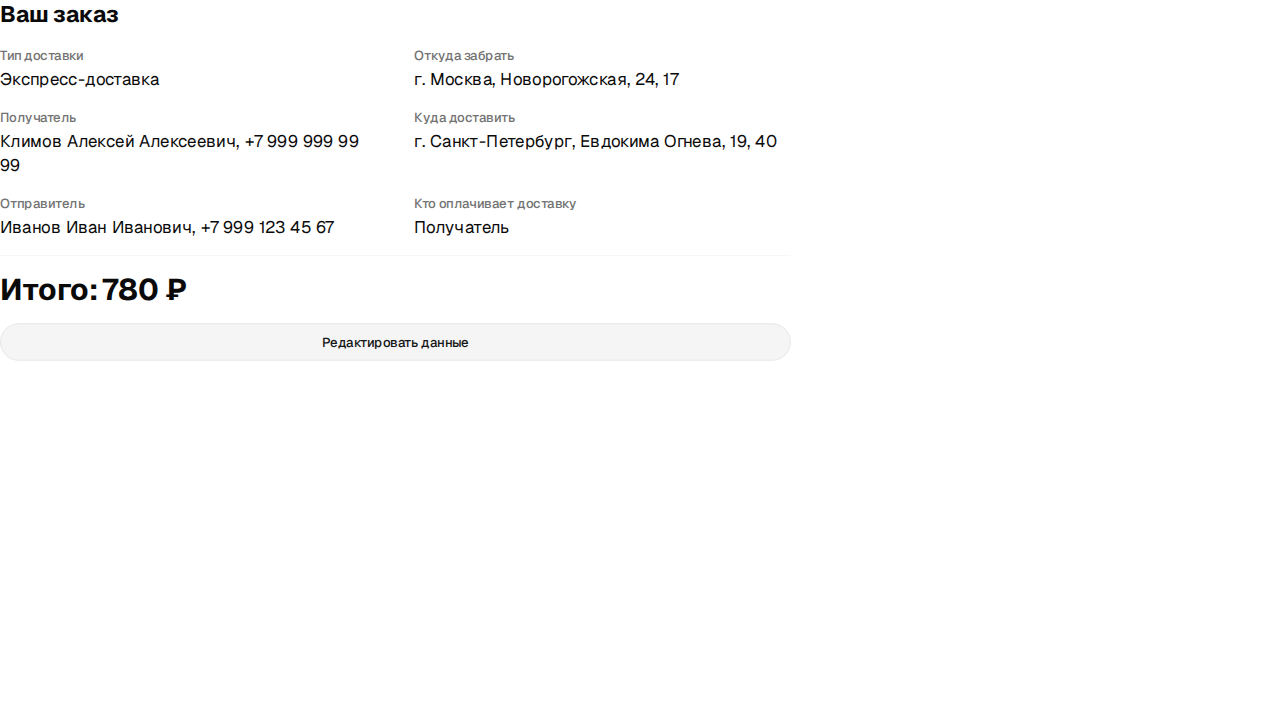 Ваш заказ
Тип доставки
Экспресс-доставка
Откуда забрать
г. Москва, Новорогожская, 24, 17
Получатель
Климов Алексей Алексеевич, +7 999 999 99
99
Куда доставить
г. Санкт-Петербург, Евдокима Огнева, 19, 40
Отправитель
Иванов Иван Иванович, +7 999 123 45 67
Кто оплачивает доставку
Получатель
Итого: 780 ₽
Редактировать данные